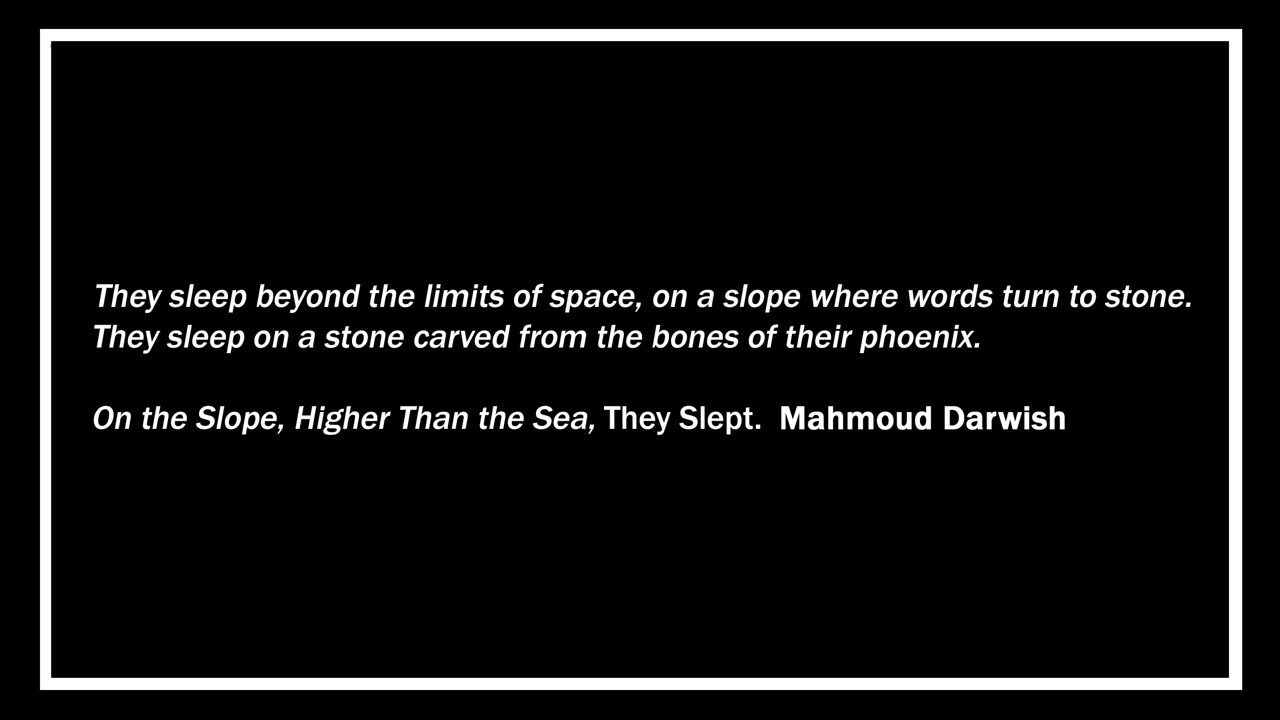 They sleep beyond the limits of space, on a slope where words turn to stone.
They sleep on a stone carved from the bones of their phoenix.
On the Slope, Higher Than the Sea, They Slept. Mahmoud Darwish